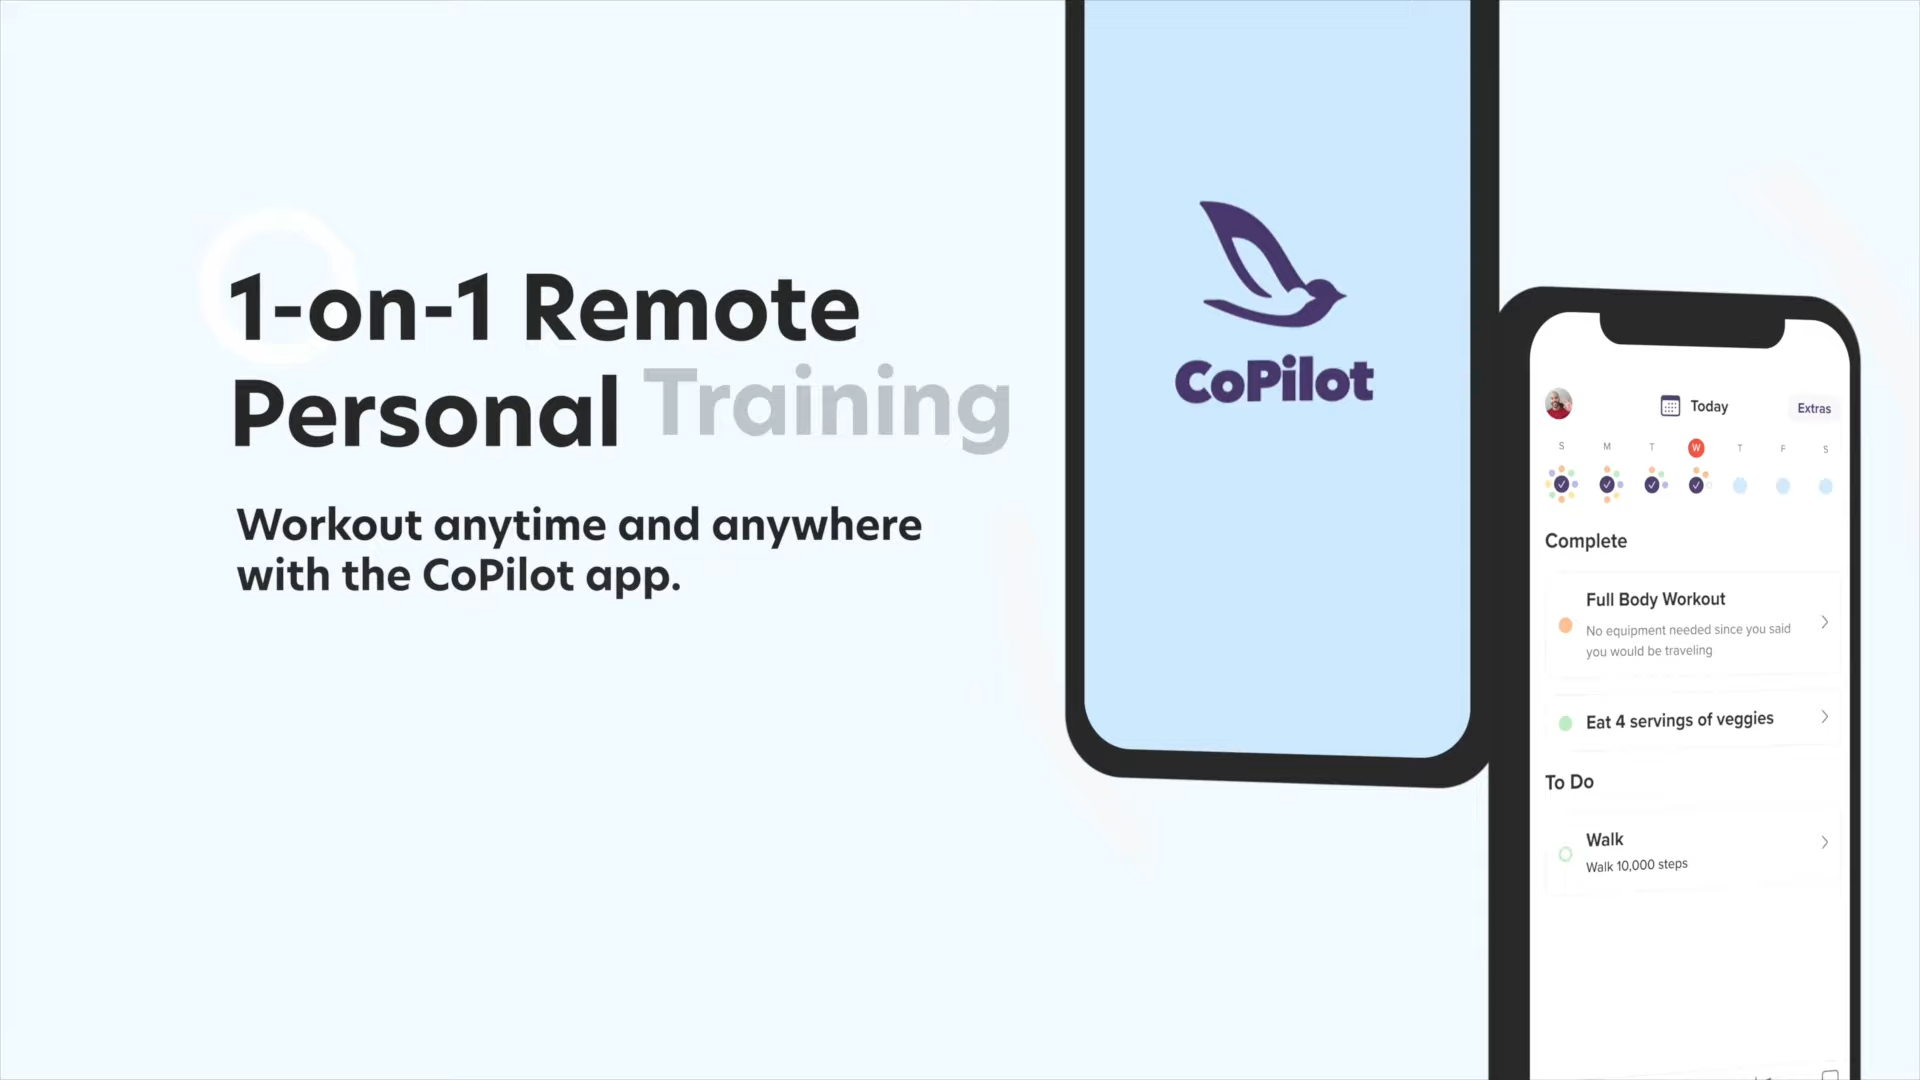 1-on-1 Remote
Personal Training
Workout anytime and anywhere
with the CoPilot app.
CoPilot
Today
Extras
S M T W T F S
Complete
Full Body Workout
No equipment needed since you said
you would be traveling
Eat 4 servings of veggies
To Do
Walk
Walk 10,000 steps